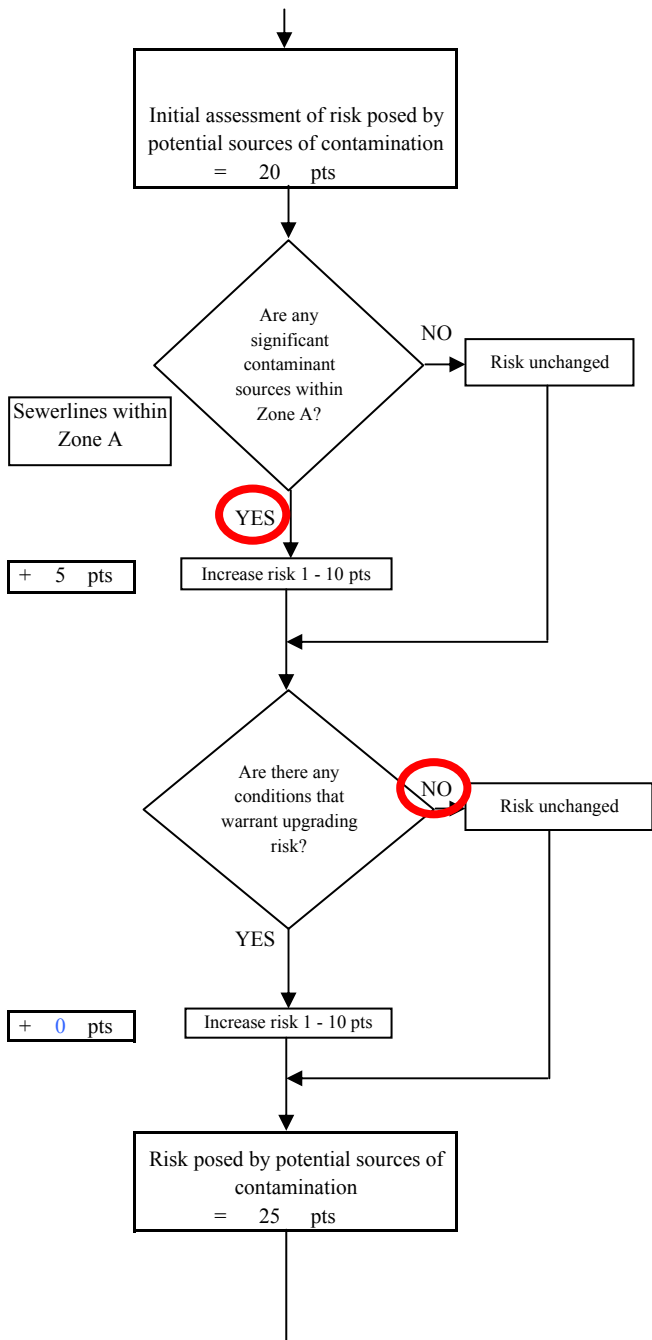 Initial assessment of risk posed by
potential sources of contamination
= 20 pts
Are any
significant
contaminant
sources within
Zone A?
NO
Risk unchanged
Sewerlines within
Zone A
YES
+ 5 pts
Increase risk 1 - 10 pts
Are there any
conditions that
warrant upgrading
risk?
NO
Risk unchanged
YES
+ 0 pts
Increase risk 1 - 10 pts
Risk posed by potential sources of
contamination
= 25 pts